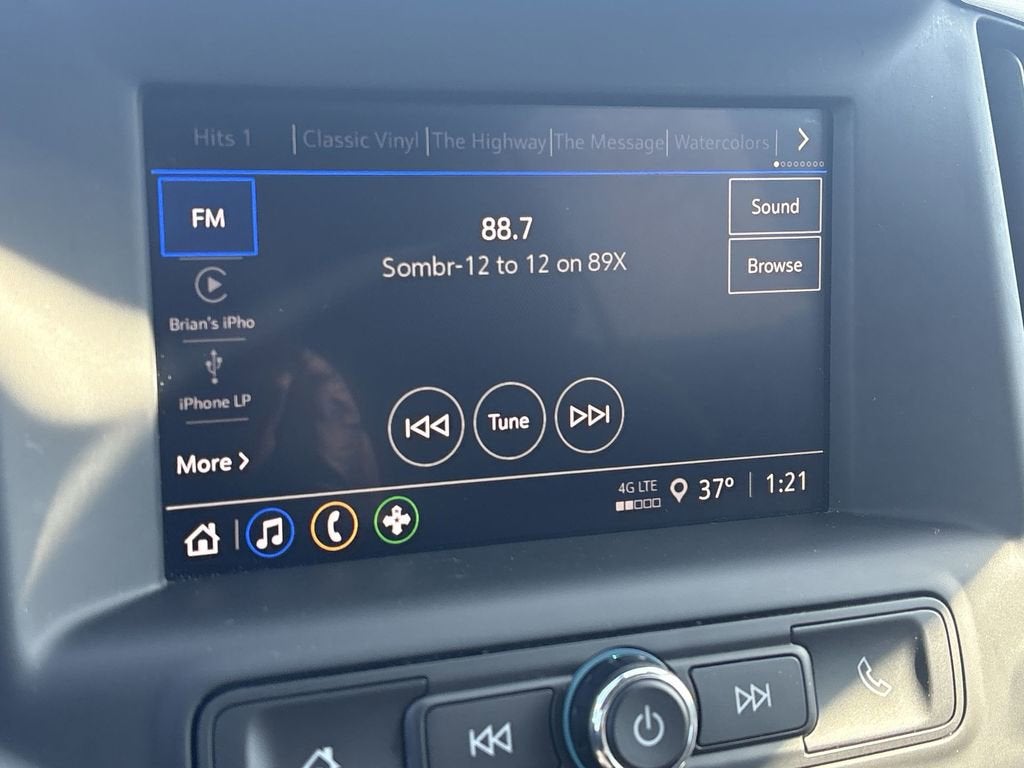 Hits 1 Classic Vinyl The Highway The Message Watercolors
FM
88.7
Sombr-12 to 12 on 89X
Sound
Browse
Brian's iPho
iPhone LP
Tune
More
4G LTE
37°
1:21